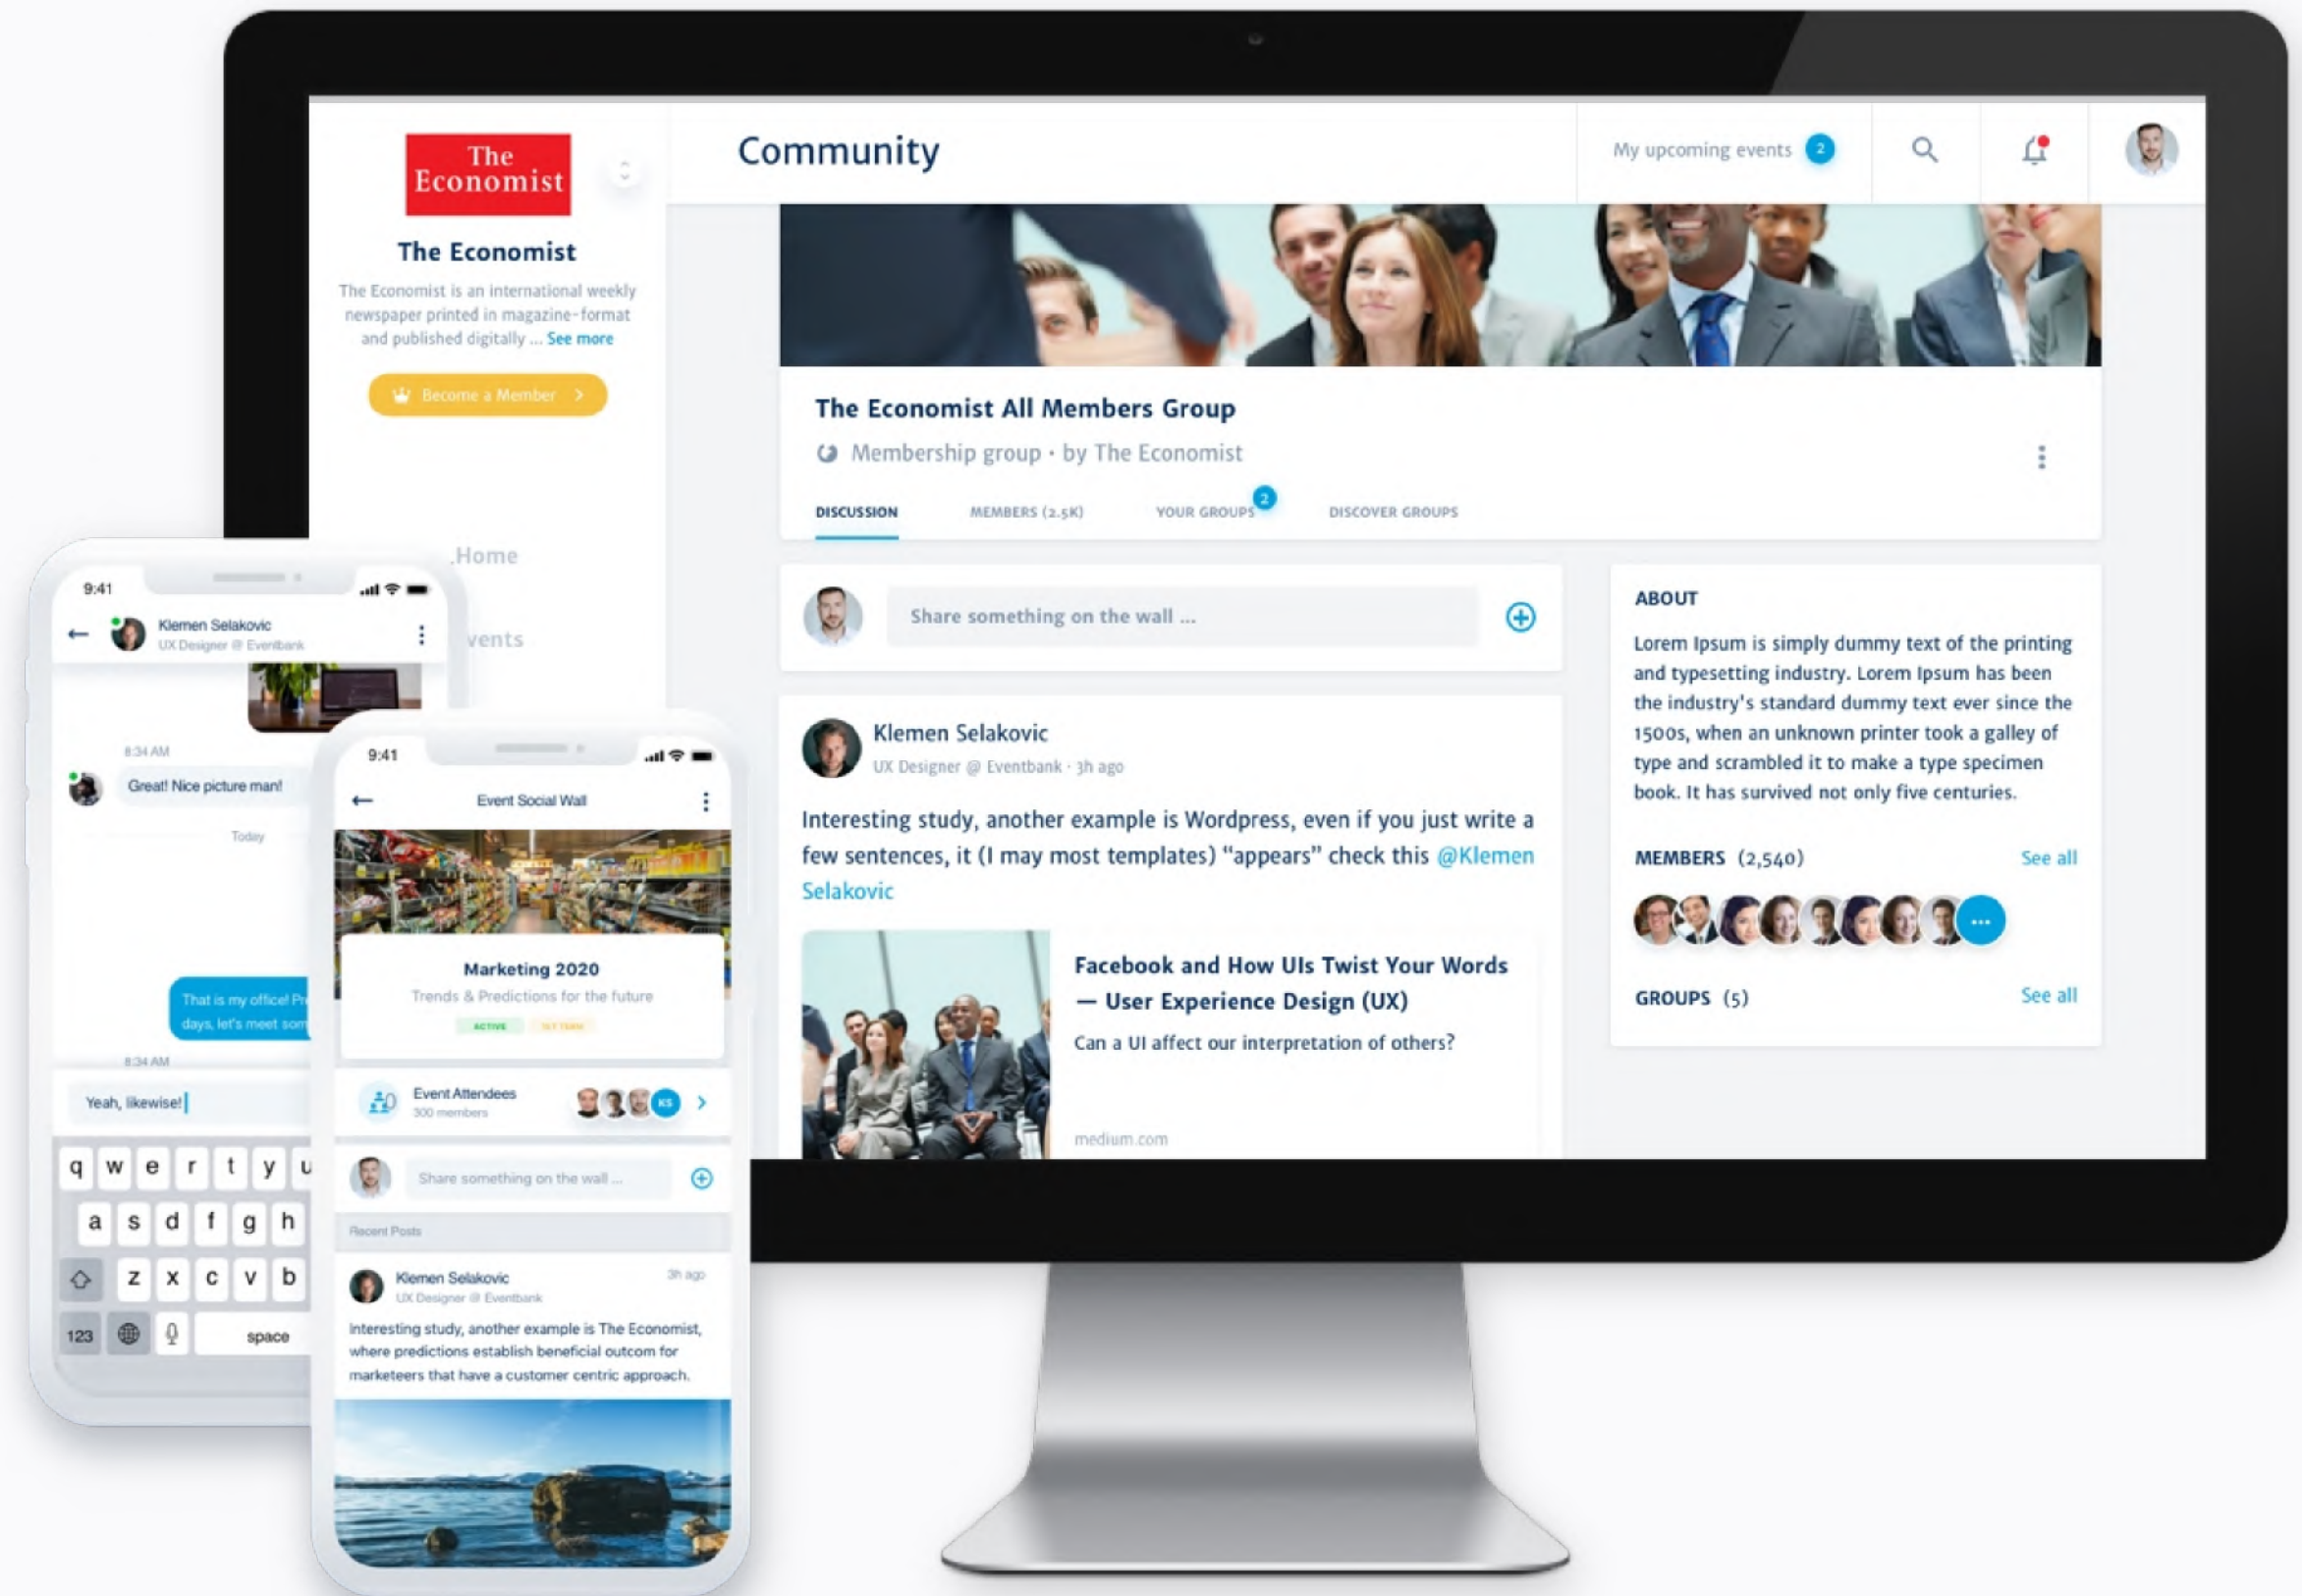 The
Economist
The Economist
The Economist is an international weekly
newspaper printed in magazine-format
and published digitally ... See more
Become a Member
.Home
vents
Community
My upcoming events 2
The Economist All Members Group
Membership group · by The Economist
DISCUSSION MEMBERS (2.5K) YOUR GROUPS 2 DISCOVER GROUPS
Share something on the wall ...
Klemen Selakovic
UX Designer @ Eventbank · 3h ago
Interesting study, another example is Wordpress, even if you just write a
few sentences, it (I may most templates) “appears” check this @Klemen
Selakovic
Facebook and How UIs Twist Your Words
— User Experience Design (UX)
Can a UI affect our interpretation of others?
medium.com
ABOUT
Lorem Ipsum is simply dummy text of the printing
and typesetting industry. Lorem Ipsum has been
the industry's standard dummy text ever since the
1500s, when an unknown printer took a galley of
type and scrambled it to make a type specimen
book. It has survived not only five centuries.
MEMBERS (2,540) See all
...
GROUPS (5) See all
9:41
Klemen Selakovic
UX Designer @ Eventbank
8:34 AM
Great! Nice picture man!
Today
That is my office! Pr
days, let's meet som
8:34 AM
Yeah, likewise!
q w e r t y u
a s d f g h
z x c v b
123 space
9:41
Event Social Wall
Marketing 2020
Trends & Predictions for the future
ACTIVE
Event Attendees
300 members
KS
Share something on the wall ...
Recent Posts
Klemen Selakovic 3h ago
UX Designer @ Eventbank
Interesting study, another example is The Economist,
where predictions establish beneficial outcom for
marketeers that have a customer centric approach.